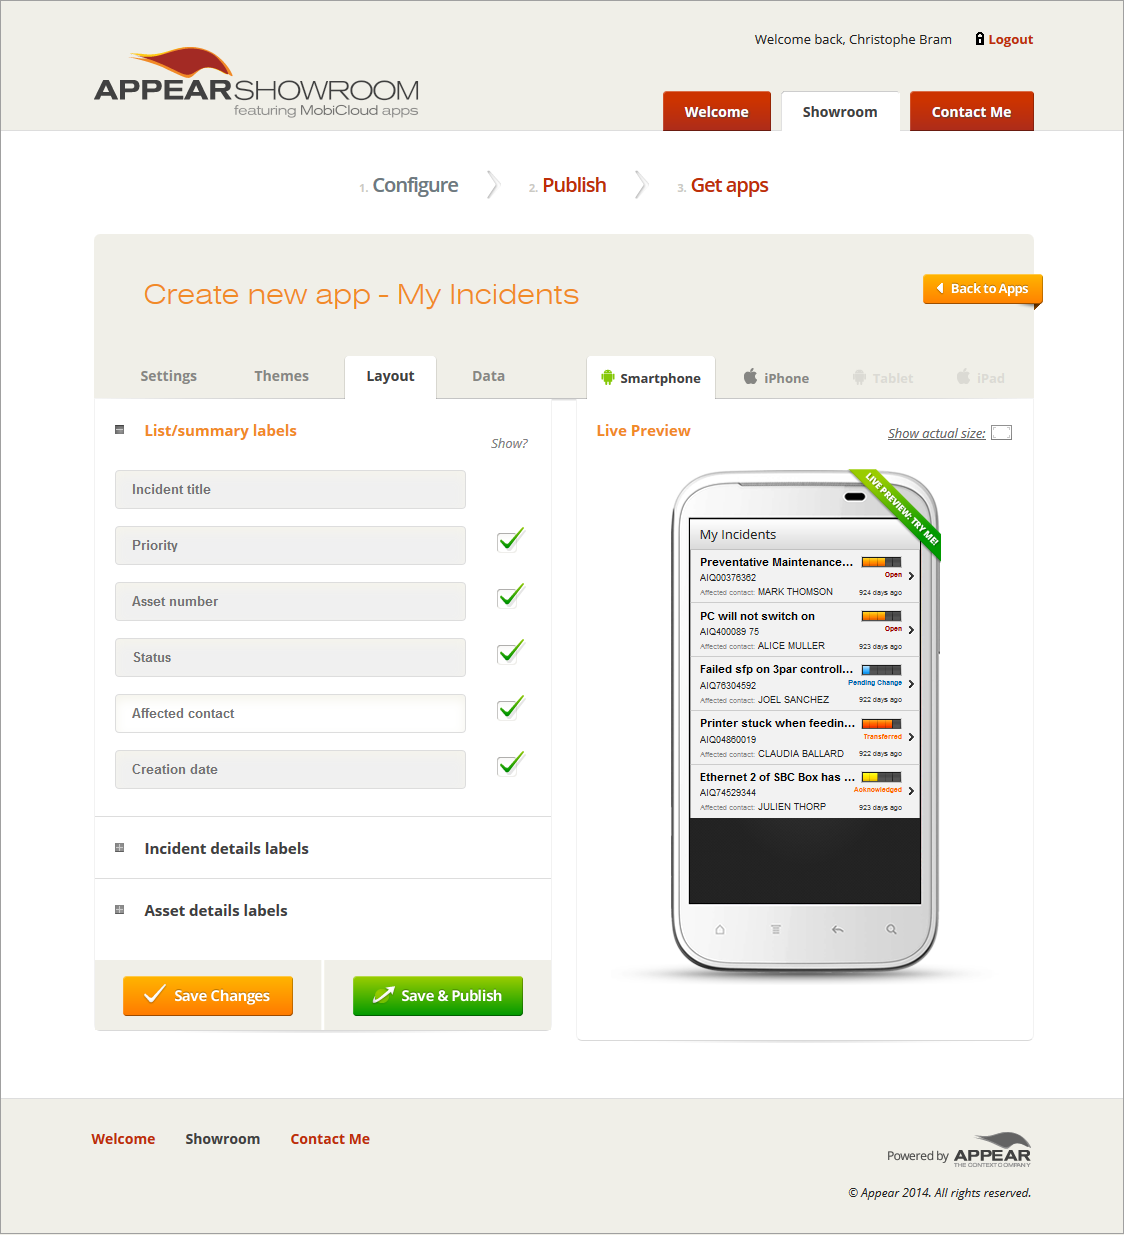 Welcome back, Christophe Bram
Logout
APPEARSHOWROOM
featuring MobiCloud apps
Welcome
Showroom
Contact Me
1. Configure
2. Publish
3. Get apps
Create new app - My Incidents
Back to Apps
Settings
Themes
Layout
Data
Smartphone
iPhone
Tablet
iPad
List/summary labels
Show?
Incident title
Priority
Asset number
Status
Affected contact
Creation date
Incident details labels
Asset details labels
Save Changes
Save & Publish
Live Preview
Show actual size:
LIVE PREVIEW: TRY ME!
My Incidents
Preventative Maintenance...
AIQ00376362
Open
Affected contact: MARK THOMSON
924 days ago
PC will not switch on
AIQ400089 75
Open
Affected contact: ALICE MULLER
923 days ago
Failed sfp on 3par controll...
AIQ76304592
Pending Change
Affected contact: JOEL SANCHEZ
922 days ago
Printer stuck when feedin...
AIQ04860019
Transferred
Affected contact: CLAUDIA BALLARD
922 days ago
Ethernet 2 of SBC Box has ...
AIQ74529344
Acknowledged
Affected contact: JULIEN THORP
923 days ago
Welcome
Showroom
Contact Me
Powered by APPEAR
THE CONTEXT COMPANY
© Appear 2014. All rights reserved.